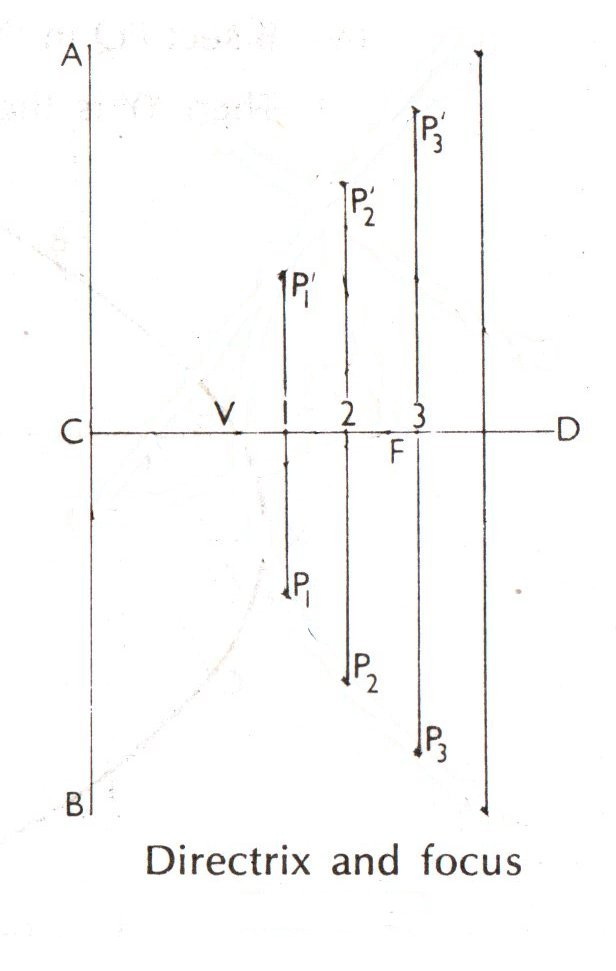 A
P₃′
P₂′
P₁′
C V 1 2 3 D
F
P₁
P₂
P₃
B
Directrix and focus